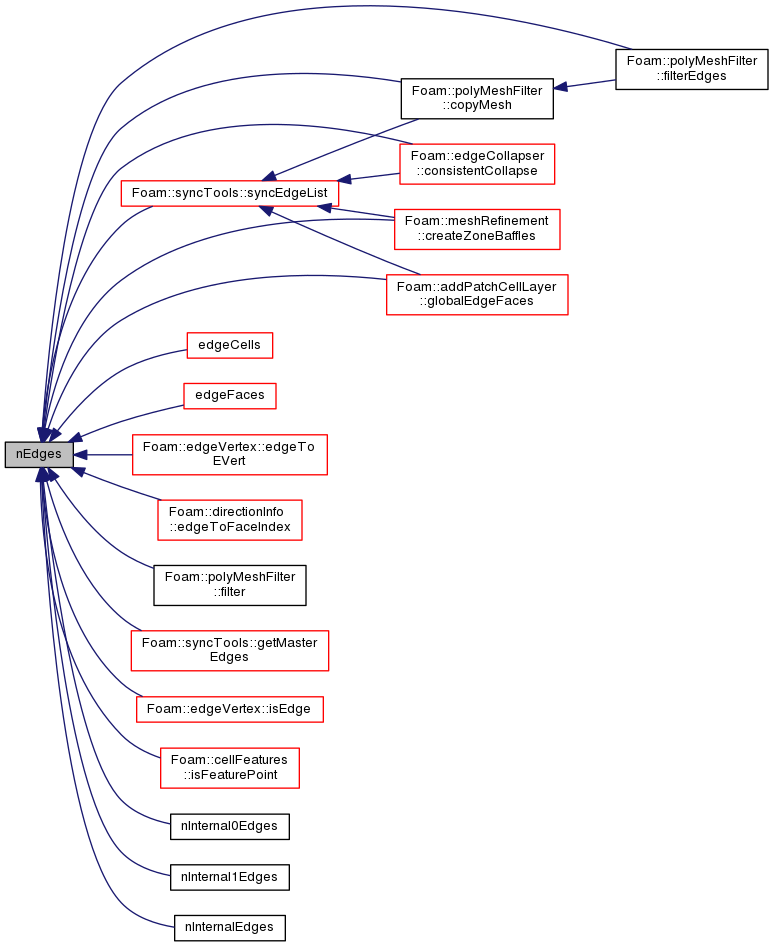 Foam::polyMeshFilter
::filterEdges
Foam::polyMeshFilter
::copyMesh
Foam::edgeCollapser
::consistentCollapse
Foam::syncTools::syncEdgeList
Foam::meshRefinement
::createZoneBaffles
Foam::addPatchCellLayer
::globalEdgeFaces
edgeCells
edgeFaces
nEdges
Foam::edgeVertex::edgeTo
EVert
Foam::directionInfo
::edgeToFaceIndex
Foam::polyMeshFilter
::filter
Foam::syncTools::getMaster
Edges
Foam::edgeVertex::isEdge
Foam::cellFeatures
::isFeaturePoint
nInternal0Edges
nInternal1Edges
nInternalEdges